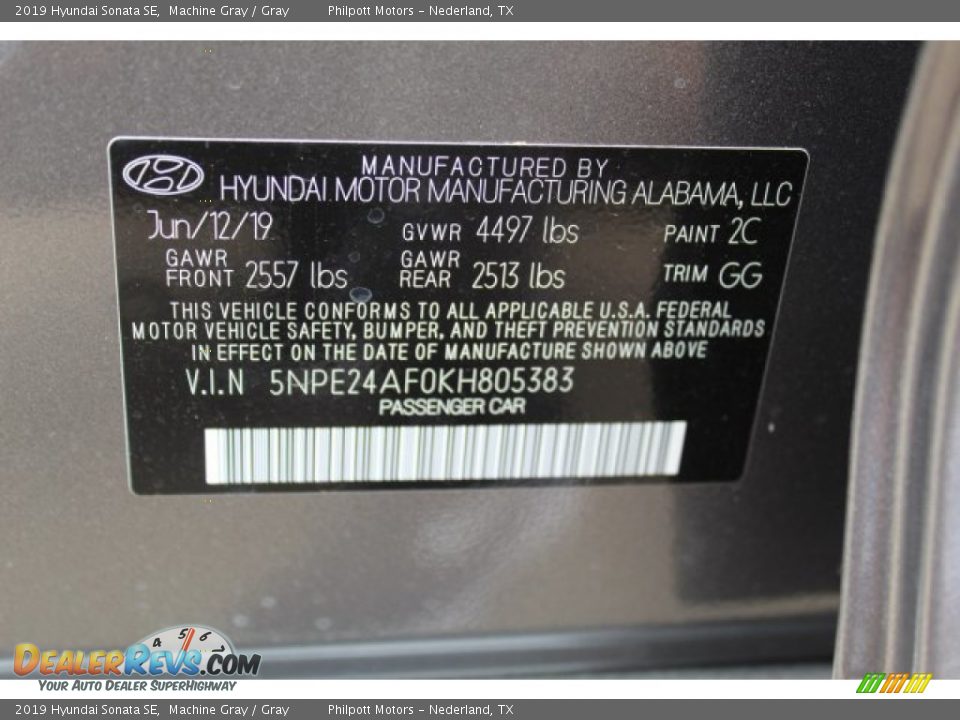 2019 Hyundai Sonata SE, Machine Gray / Gray Philpott Motors - Nederland, TX
MANUFACTURED BY
HYUNDAI MOTOR MANUFACTURING ALABAMA, LLC
Jun/12/19 GVWR 4497 lbs PAINT 2C
GAWR FRONT 2557 lbs GAWR REAR 2513 lbs TRIM GG
THIS VEHICLE CONFORMS TO ALL APPLICABLE U.S.A. FEDERAL
MOTOR VEHICLE SAFETY, BUMPER, AND THEFT PREVENTION STANDARDS
IN EFFECT ON THE DATE OF MANUFACTURE SHOWN ABOVE
V.I.N 5NPE24AF0KH805383
PASSENGER CAR
4 5 6
DEALERREVS.COM
YOUR AUTO DEALER SUPERHIGHWAY
2019 Hyundai Sonata SE, Machine Gray / Gray Philpott Motors - Nederland, TX